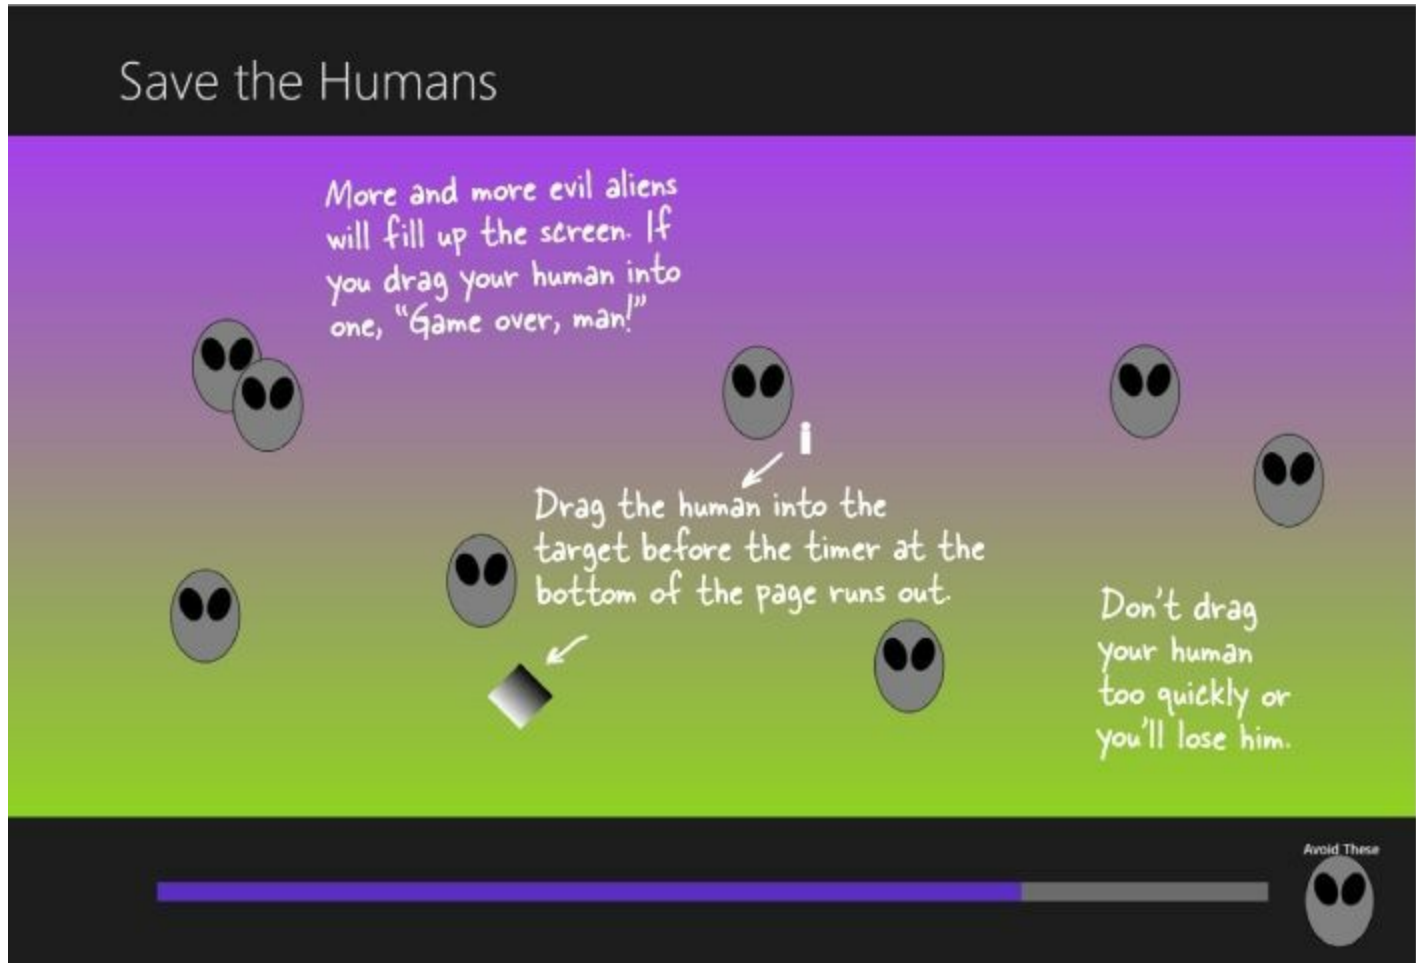 Save the Humans
More and more evil aliens
will fill up the screen. If
you drag your human into
one, “Game over, man!”
Drag the human into the
target before the timer at the
bottom of the page runs out.
Don't drag
your human
too quickly or
you'll lose him.
Avoid These